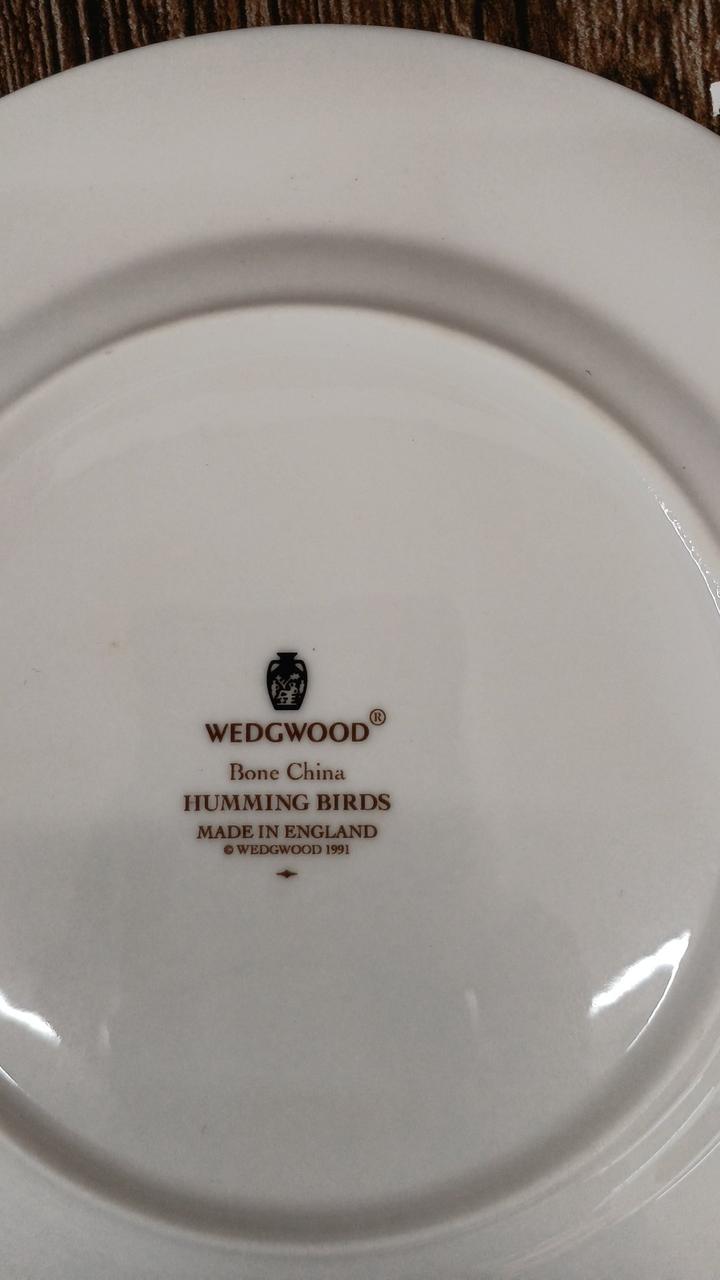 WEDGWOOD®
Bone China
HUMMING BIRDS
MADE IN ENGLAND
© WEDGWOOD 1991